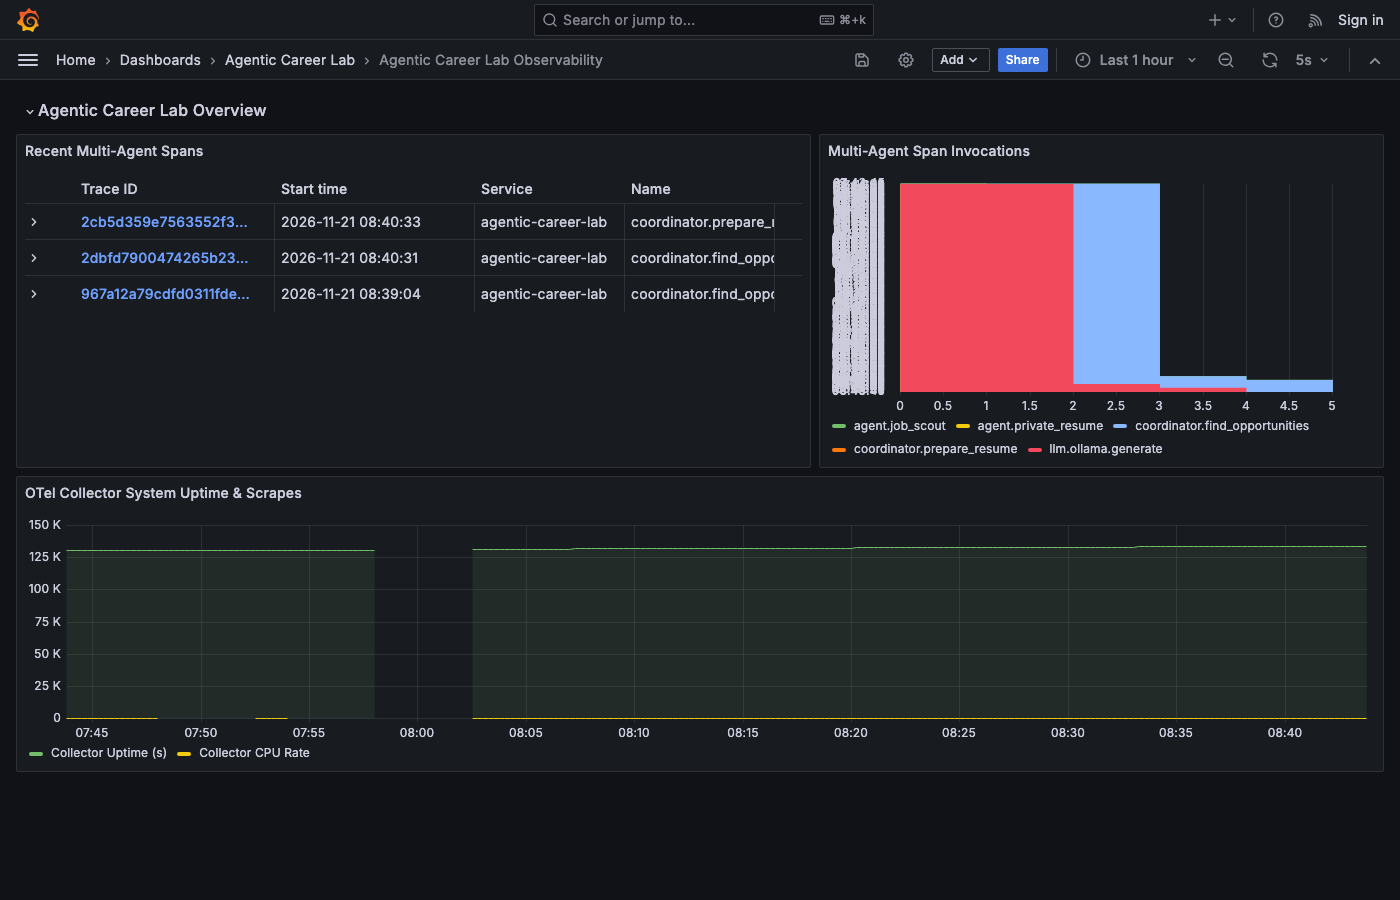 Search or jump to...
⌘+k
Sign in
Home › Dashboards › Agentic Career Lab › Agentic Career Lab Observability
Add
Share
Last 1 hour
5s
Agentic Career Lab Overview
Recent Multi-Agent Spans
Trace ID Start time Service Name
2cb5d359e7563552f3... 2026-11-21 08:40:33 agentic-career-lab coordinator.prepare_
2dbfd7900474265b23... 2026-11-21 08:40:31 agentic-career-lab coordinator.find_oppo
967a12a79cdfd0311fde... 2026-11-21 08:39:04 agentic-career-lab coordinator.find_oppo
Multi-Agent Span Invocations
0 0.5 1 1.5 2 2.5 3 3.5 4 4.5 5
agent.job_scout agent.private_resume coordinator.find_opportunities
coordinator.prepare_resume llm.ollama.generate
OTel Collector System Uptime & Scrapes
150 K
125 K
100 K
75 K
50 K
25 K
0
07:45 07:50 07:55 08:00 08:05 08:10 08:15 08:20 08:25 08:30 08:35 08:40
Collector Uptime (s) Collector CPU Rate